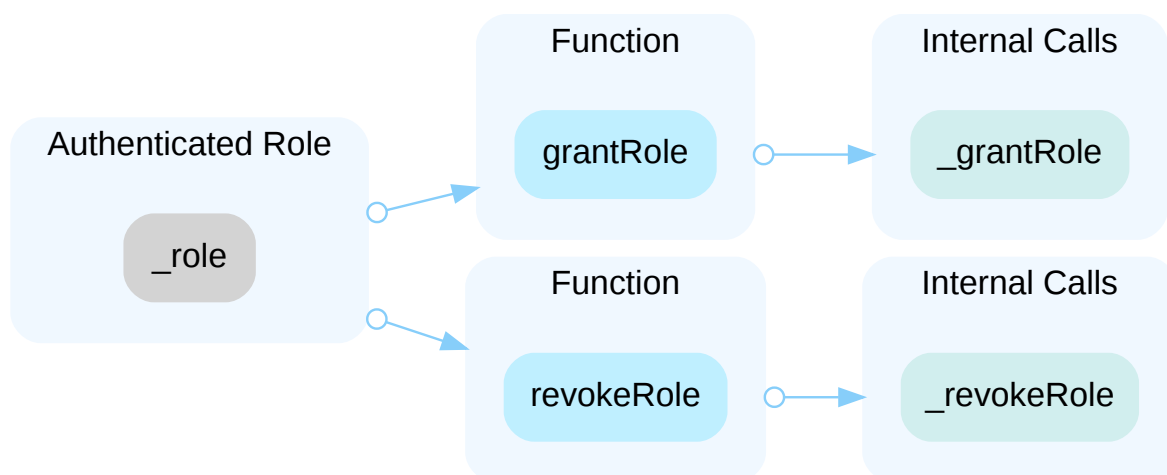 Authenticated Role
_role
Function
grantRole
Internal Calls
_grantRole
Function
revokeRole
Internal Calls
_revokeRole